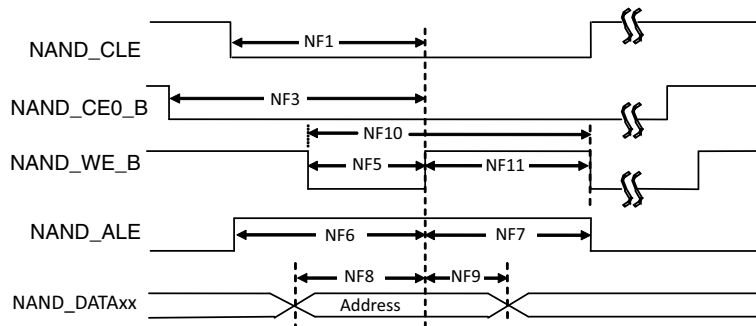 NF1
NAND_CLE
NF3
NAND_CE0_B
NF10
NAND_WE_B
NF5
NF11
NAND_ALE
NF6
NF7
NF8
NF9
NAND_DATAxx
Address